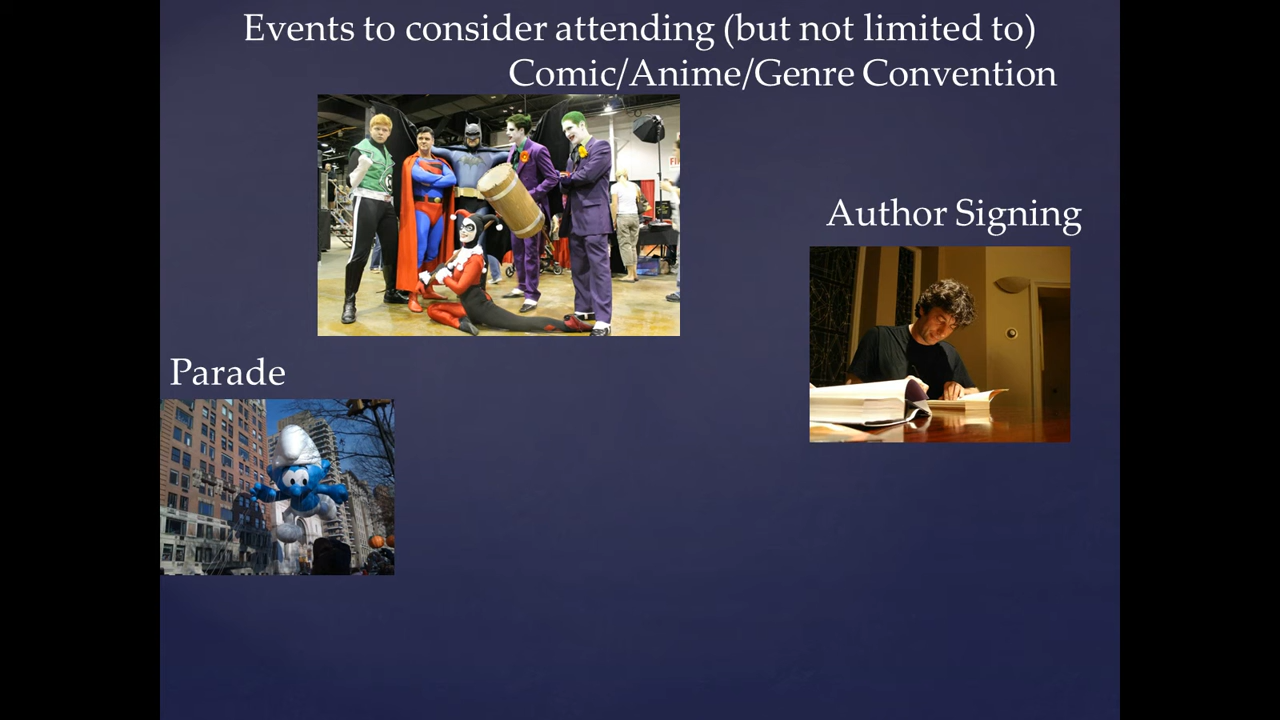 Events to consider attending (but not limited to)
Comic/Anime/Genre Convention
Author Signing
Parade